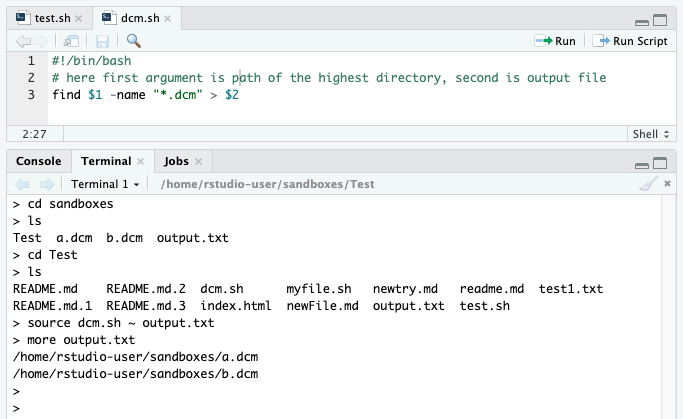 test.sh × dcm.sh ×
Run Run Script
1 #!/bin/bash
2 # here first argument is path of the highest directory, second is output file
3 find $1 -name "*.dcm" > $2
2:27 Shell
Console Terminal × Jobs ×
Terminal 1 /home/rstudio-user/sandboxes/Test
> cd sandboxes
> ls
Test a.dcm b.dcm output.txt
> cd Test
> ls
README.md README.md.2 dcm.sh myfile.sh newtry.md readme.md test1.txt
README.md.1 README.md.3 index.html newFile.md output.txt test.sh
> source dcm.sh ~ output.txt
> more output.txt
/home/rstudio-user/sandboxes/a.dcm
/home/rstudio-user/sandboxes/b.dcm
>
>